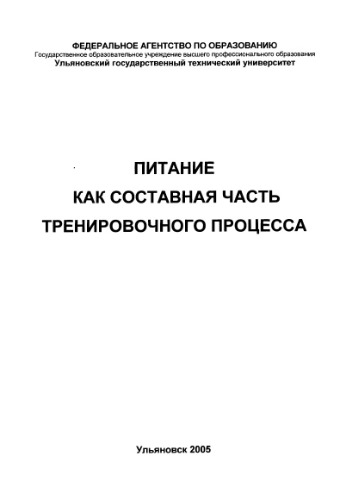 ФЕДЕРАЛЬНОЕ АГЕНТСТВО ПО ОБРАЗОВАНИЮ
Государственное образовательное учреждение высшего профессионального образования
Ульяновский государственный технический университет
ПИТАНИЕ
КАК СОСТАВНАЯ ЧАСТЬ
ТРЕНИРОВОЧНОГО ПРОЦЕССА
Ульяновск 2005